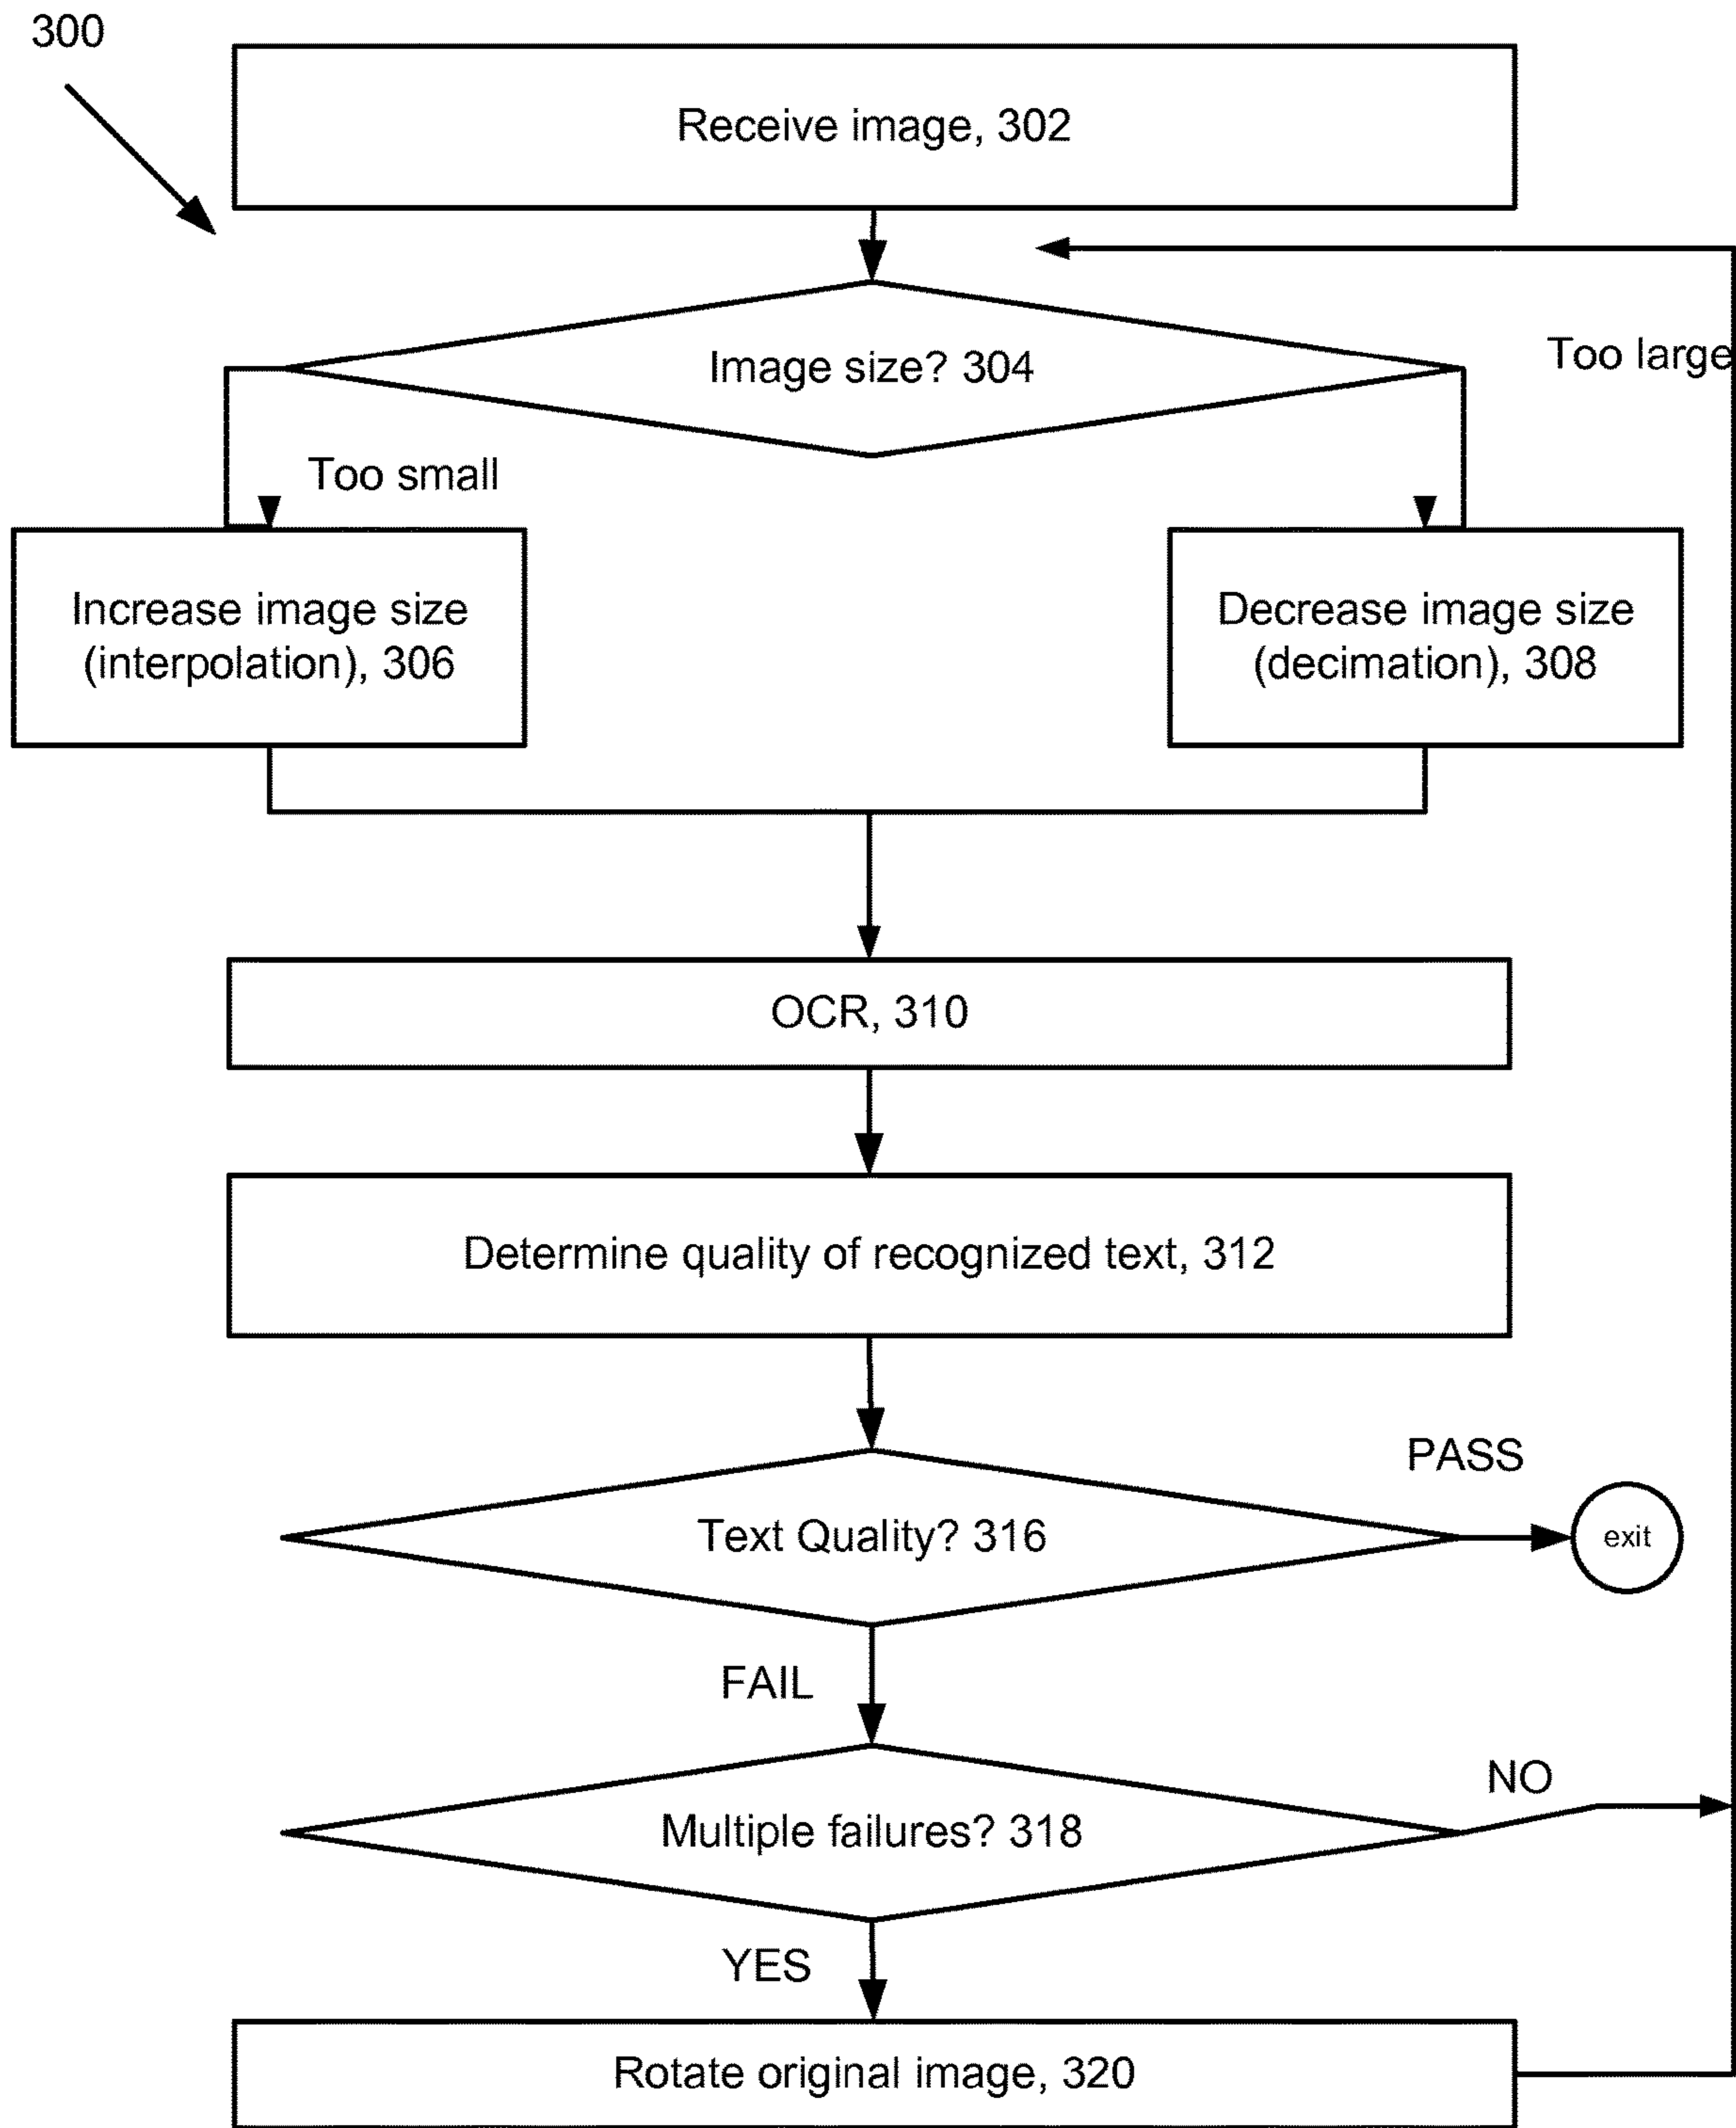 300
Receive image, 302
Image size? 304
Too large
Too small
Increase image size
(interpolation), 306
Decrease image size
(decimation), 308
OCR, 310
Determine quality of recognized text, 312
PASS
Text Quality? 316
exit
FAIL
NO
Multiple failures? 318
YES
Rotate original image, 320